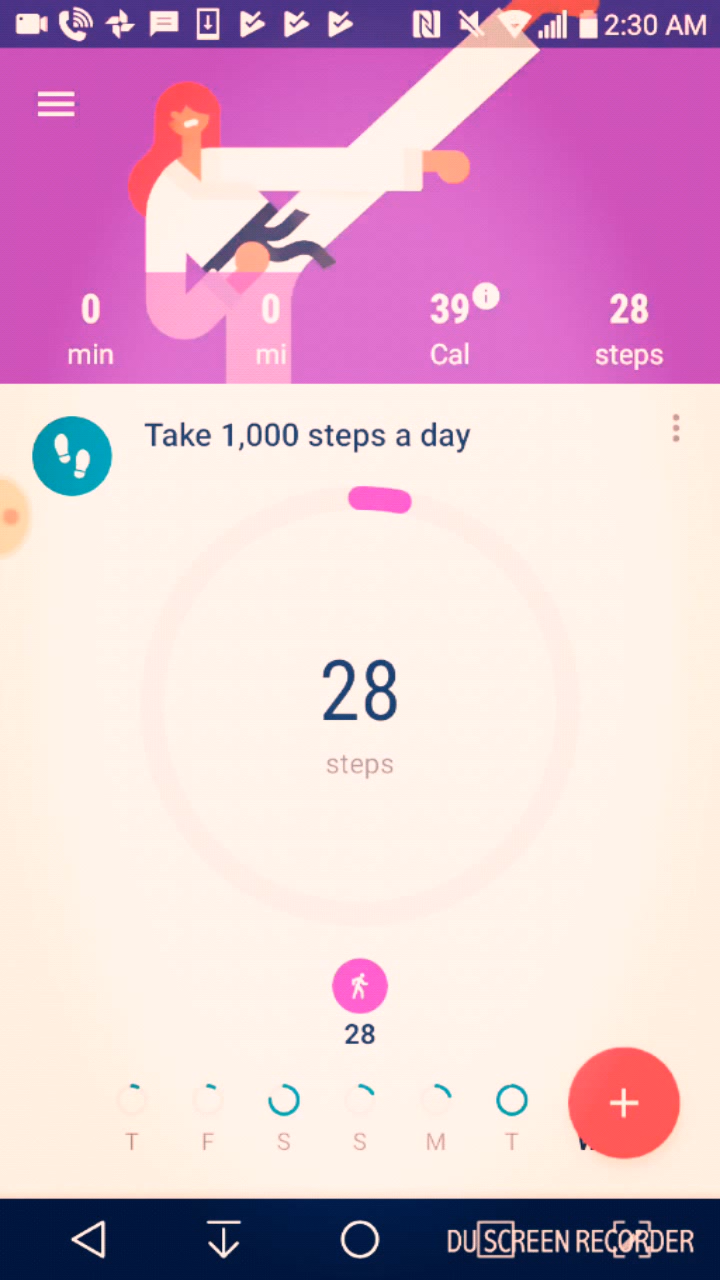 2:30 AM
0 0 39 28
min mi Cal steps
Take 1,000 steps a day
28
steps
28
T F S S M T
DU SCREEN RECORDER